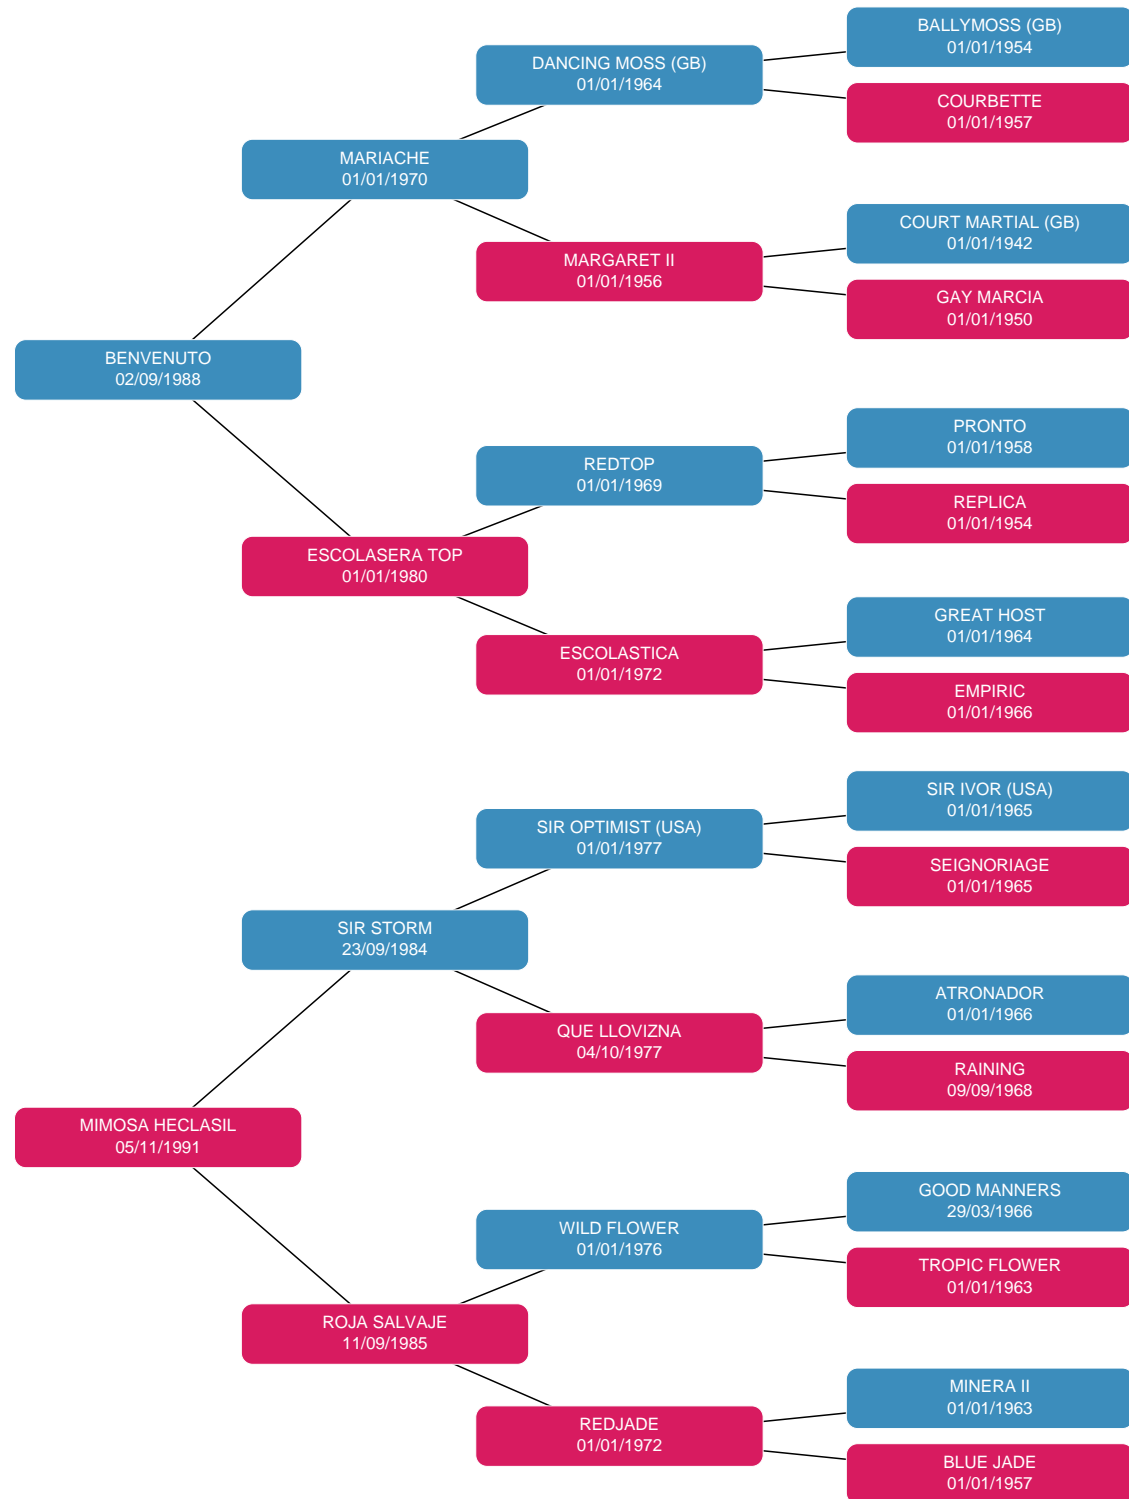 BALLYMOSS (GB)
01/01/1954
DANCING MOSS (GB)
01/01/1964
COURBETTE
01/01/1957
MARIACHE
01/01/1970
COURT MARTIAL (GB)
01/01/1942
MARGARET II
01/01/1956
GAY MARCIA
01/01/1950
BENVENUTO
02/09/1988
PRONTO
01/01/1958
REDTOP
01/01/1969
REPLICA
01/01/1954
ESCOLASERA TOP
01/01/1980
GREAT HOST
01/01/1964
ESCOLASTICA
01/01/1972
EMPIRIC
01/01/1966
SIR IVOR (USA)
01/01/1965
SIR OPTIMIST (USA)
01/01/1977
SEIGNORIAGE
01/01/1965
SIR STORM
23/09/1984
ATRONADOR
01/01/1966
QUE LLOVIZNA
04/10/1977
RAINING
09/09/1968
MIMOSA HECLASIL
05/11/1991
GOOD MANNERS
29/03/1966
WILD FLOWER
01/01/1976
TROPIC FLOWER
01/01/1963
ROJA SALVAJE
11/09/1985
MINERA II
01/01/1963
REDJADE
01/01/1972
BLUE JADE
01/01/1957